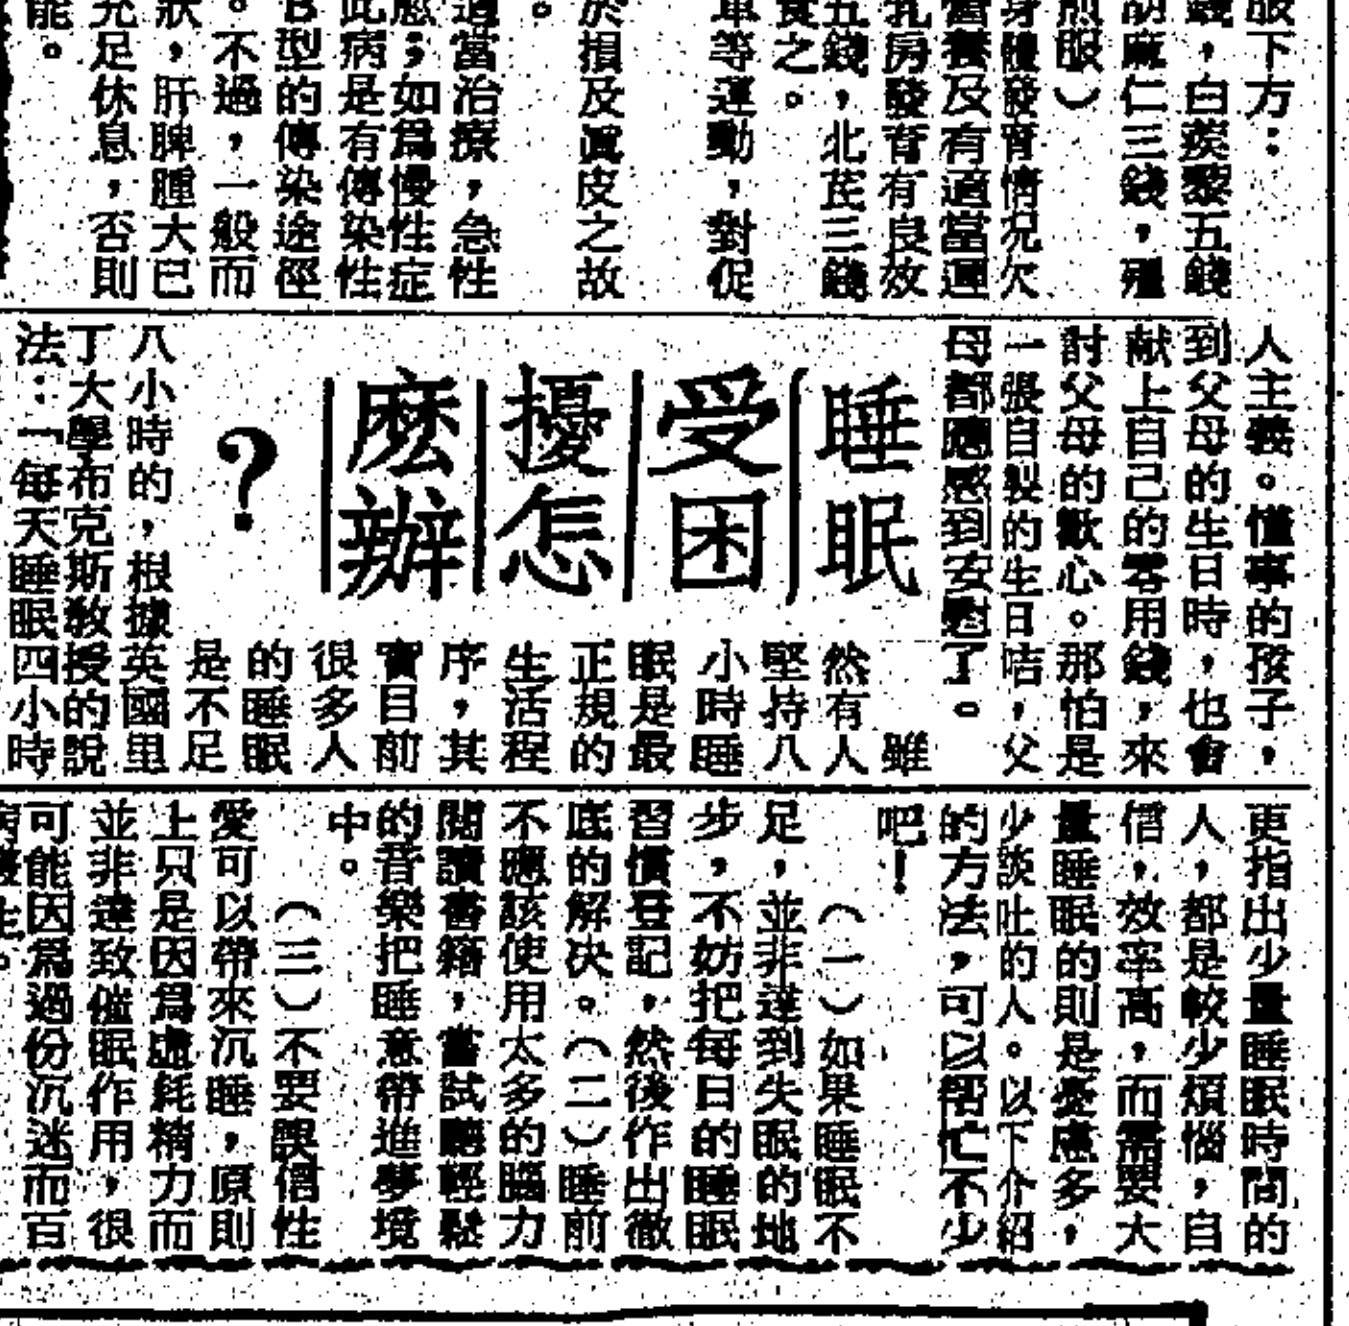 服下方：
錢，白蒺藜五錢
胡麻仁三錢，殭
煎服）
身體發育情況欠
營養及有適當運
乳房發育有良效
五錢，北芪三錢
食之。
車等運動，對促
於損及眞皮之故
。
適當治療，急性
愈；如爲慢性症
此病是有傳染性
B型的傳染途徑
。不過，一般而
狀，肝脾腫大已
充足休息，否則
能。
人主義。懂事的孩子，
到父母的生日時，也會
献上自己的零用錢，來
討父母的歡心。那怕是
一張自製的生日咭，父
母都應感到安慰了。
睡眠
受困
擾怎
麽辦
？
雖
然有人
堅持八
小時睡
眠是最
正規的
生活程
序，其
實目前
很多人
的睡眠
是不足
八小時的，根據英國里
丁大學布克斯教授的說
法：「每天睡眠四小時
更指出少量睡眠時間的
人，都是較少煩惱，自
信，效率高，而需要大
量睡眠的則是憂慮多，
少談吐的人。以下介紹
的方法，可以帮忙不少
吧！
（一）如果睡眠不
足，並非達到失眠的地
步，不妨把每日的睡眠
習慣登記，然後作出徹
底的解决。（二）睡前
不應該使用太多的腦力
閱讀書籍，嘗試聽輕鬆
的音樂把睡意帶進夢境
中。
（三）不要誤信性
愛可以帶來沉睡，原則
上只是因爲虛耗精力而
並非達致催眠作用，很
可能因爲過份沉迷而百
病叢生。